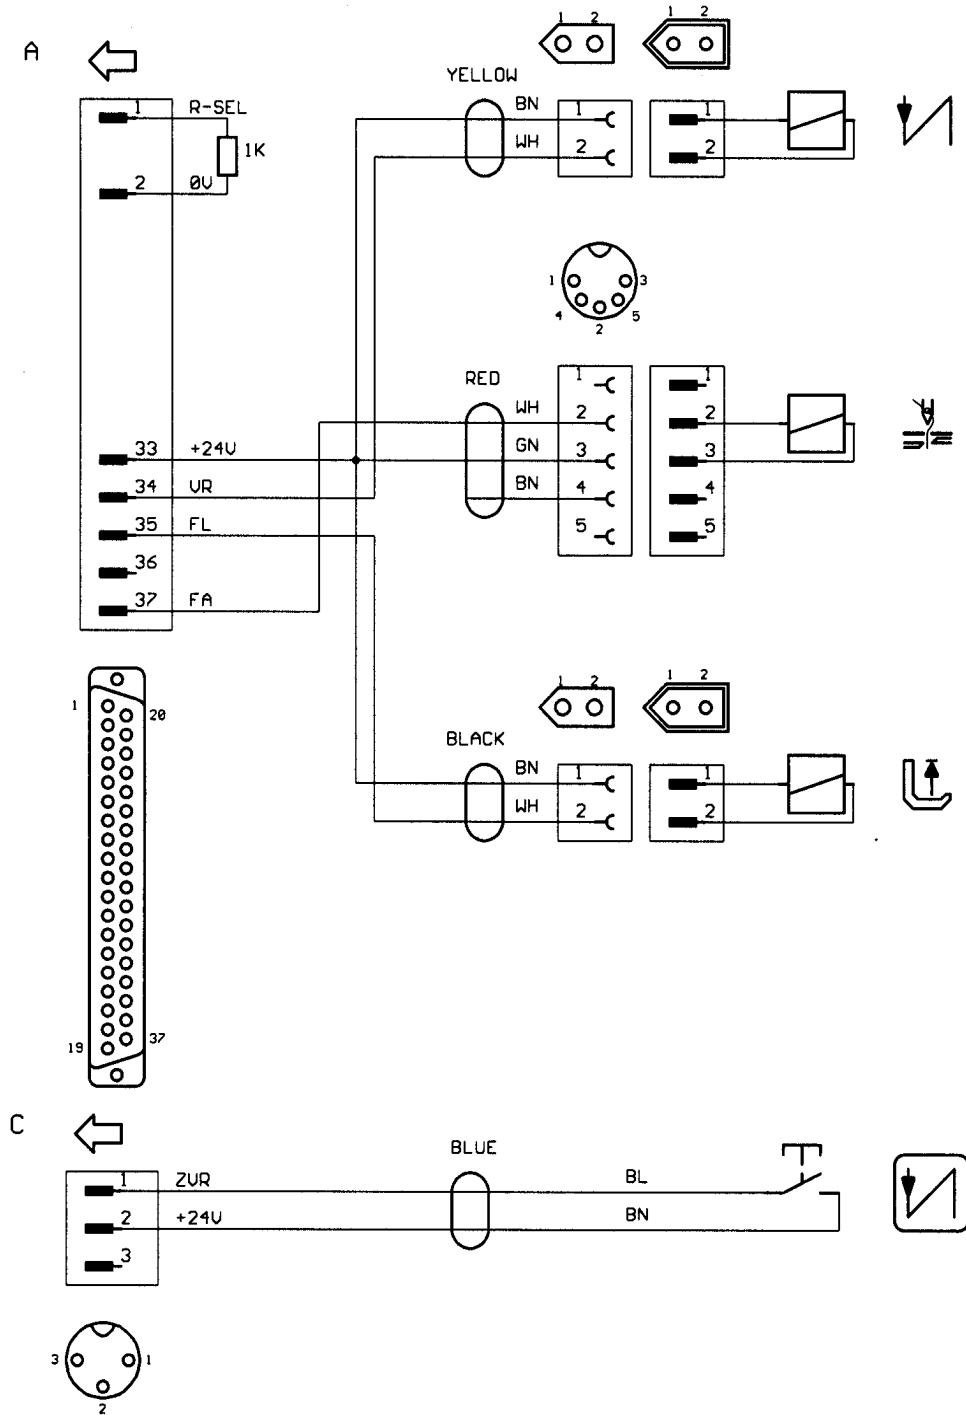 A
1 2
1 2
YELLOW
1 R-SEL
1K
2 0V
BN 1 1
WH 2 2
1 3
4 2 5
RED
1 1
WH 2 2
GN 3 3
BN 4 4
5 5
33 +24V
34 VR
35 FL
36
37 FA
1 2
1 2
1 20
19 37
BLACK
BN 1 1
WH 2 2
C
BLUE
1 ZVR BL
2 +24V BN
3
3 1
2